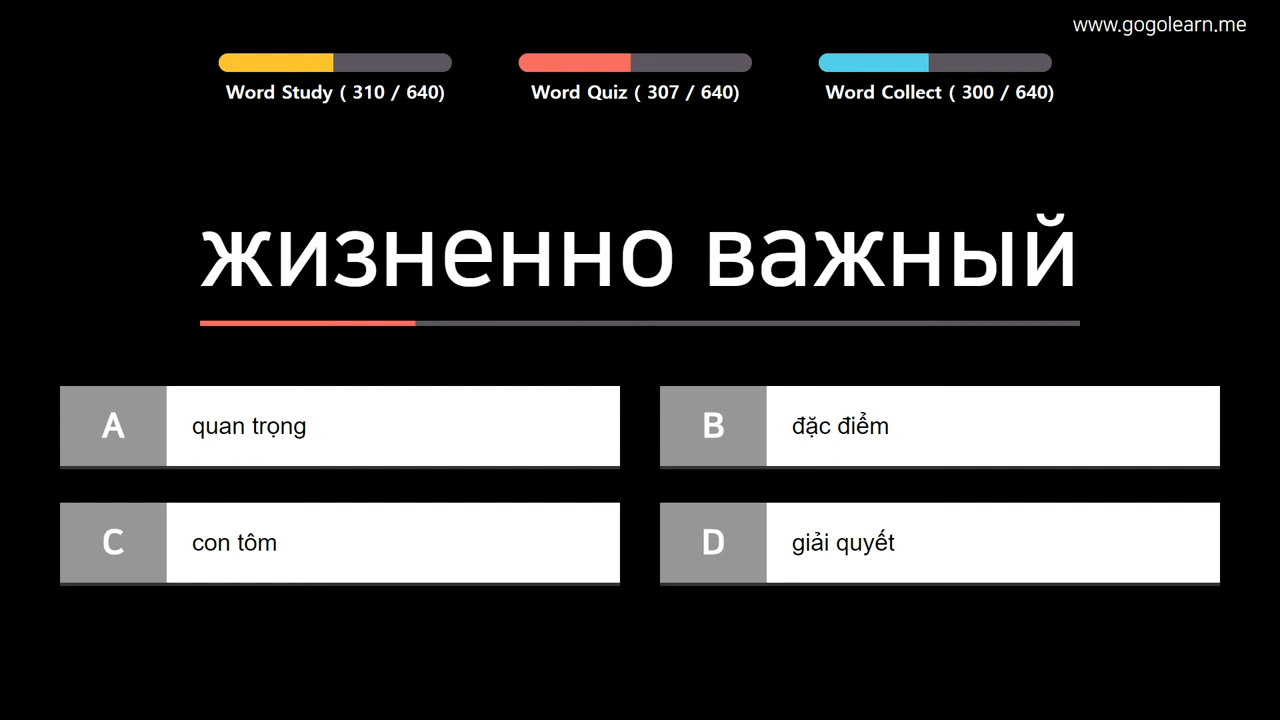 www.gogolearn.me
Word Study ( 310 / 640)
Word Quiz ( 307 / 640)
Word Collect ( 300 / 640)
жизненно важный
A
quan trọng
B
đặc điểm
C
con tôm
D
giải quyết